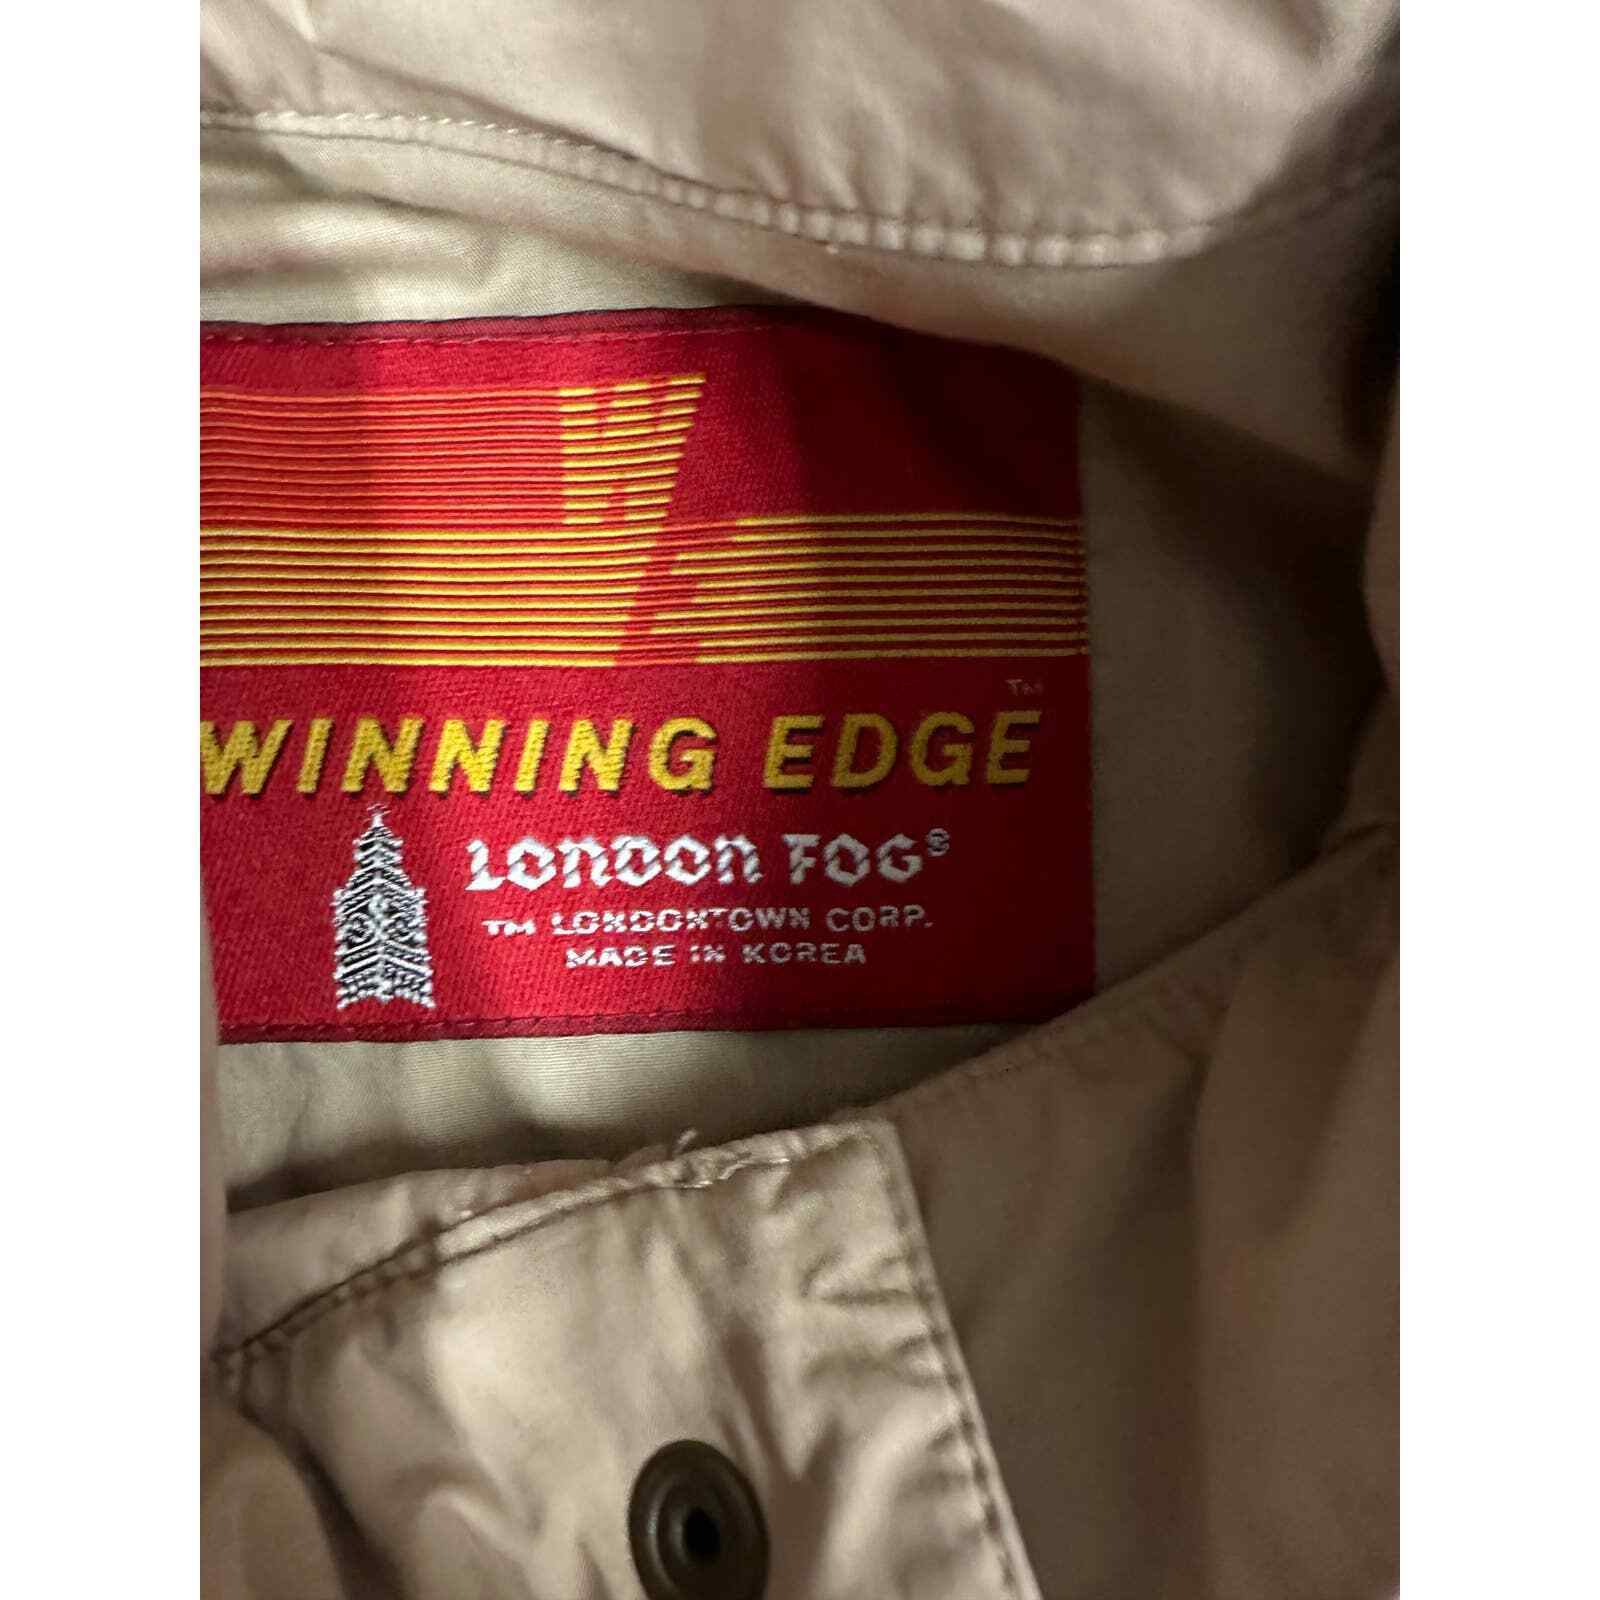 TM
WINNING EDGE
LONDON FOG®
TM LONDONTOWN CORP.
MADE IN KOREA